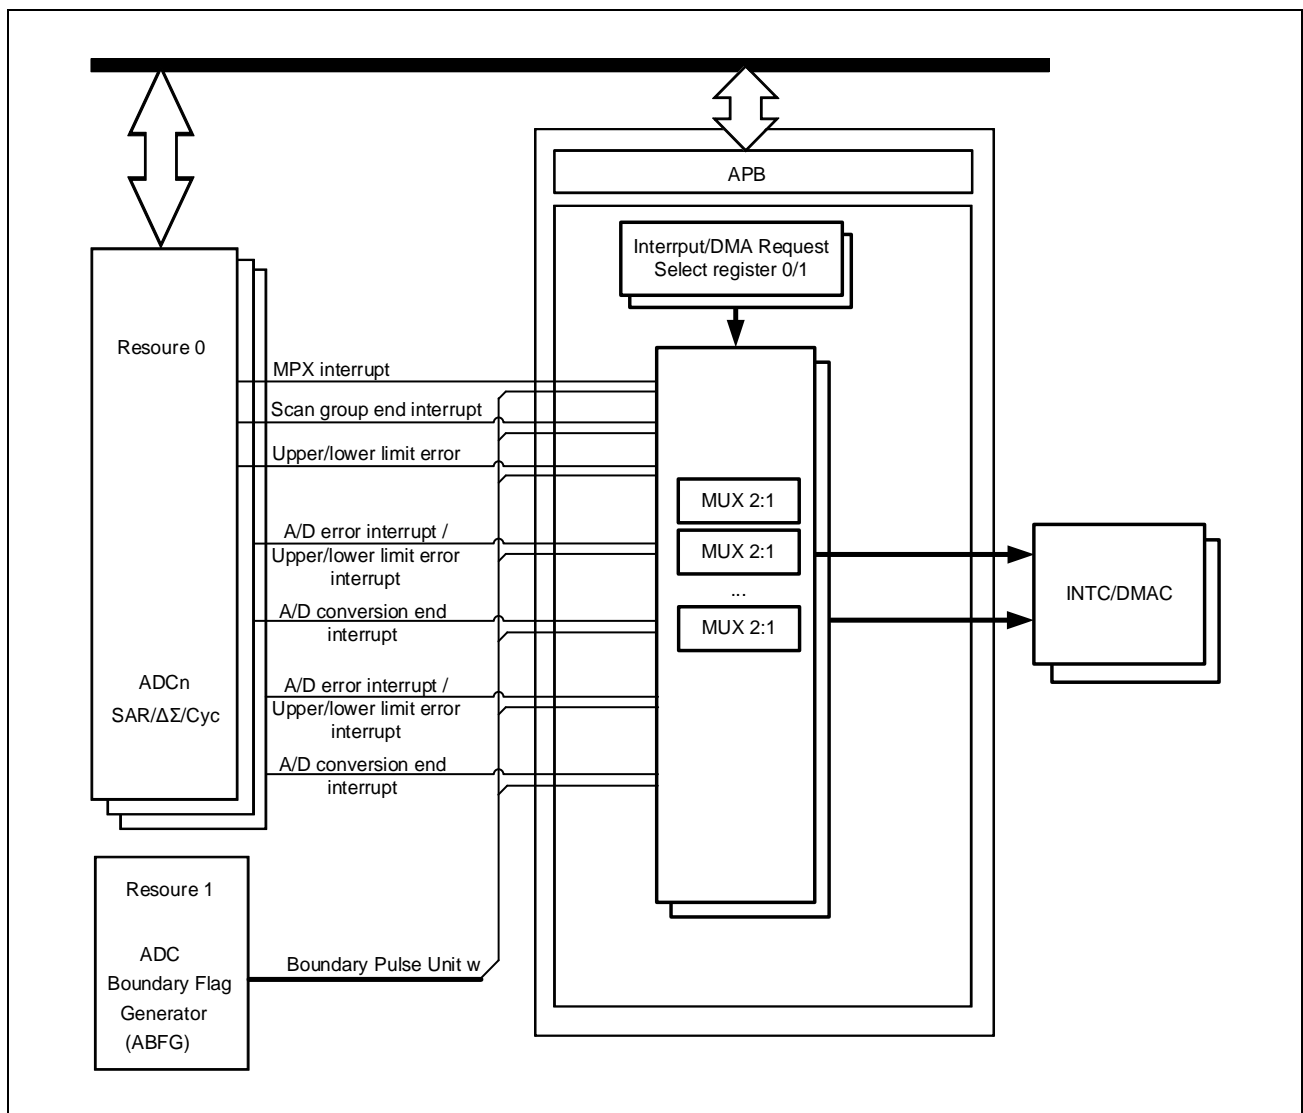 APB
Interrput/DMA Request
Select register 0/1
Resoure 0
MPX interrupt
Scan group end interrupt
Upper/lower limit error
A/D error interrupt /
Upper/lower limit error
interrupt
A/D conversion end
interrupt
A/D error interrupt /
Upper/lower limit error
interrupt
A/D conversion end
interrupt
ADCn
SAR/ΔΣ/Cyc
MUX 2:1
MUX 2:1
...
MUX 2:1
INTC/DMAC
Resoure 1
ADC
Boundary Flag
Generator
(ABFG)
Boundary Pulse Unit w